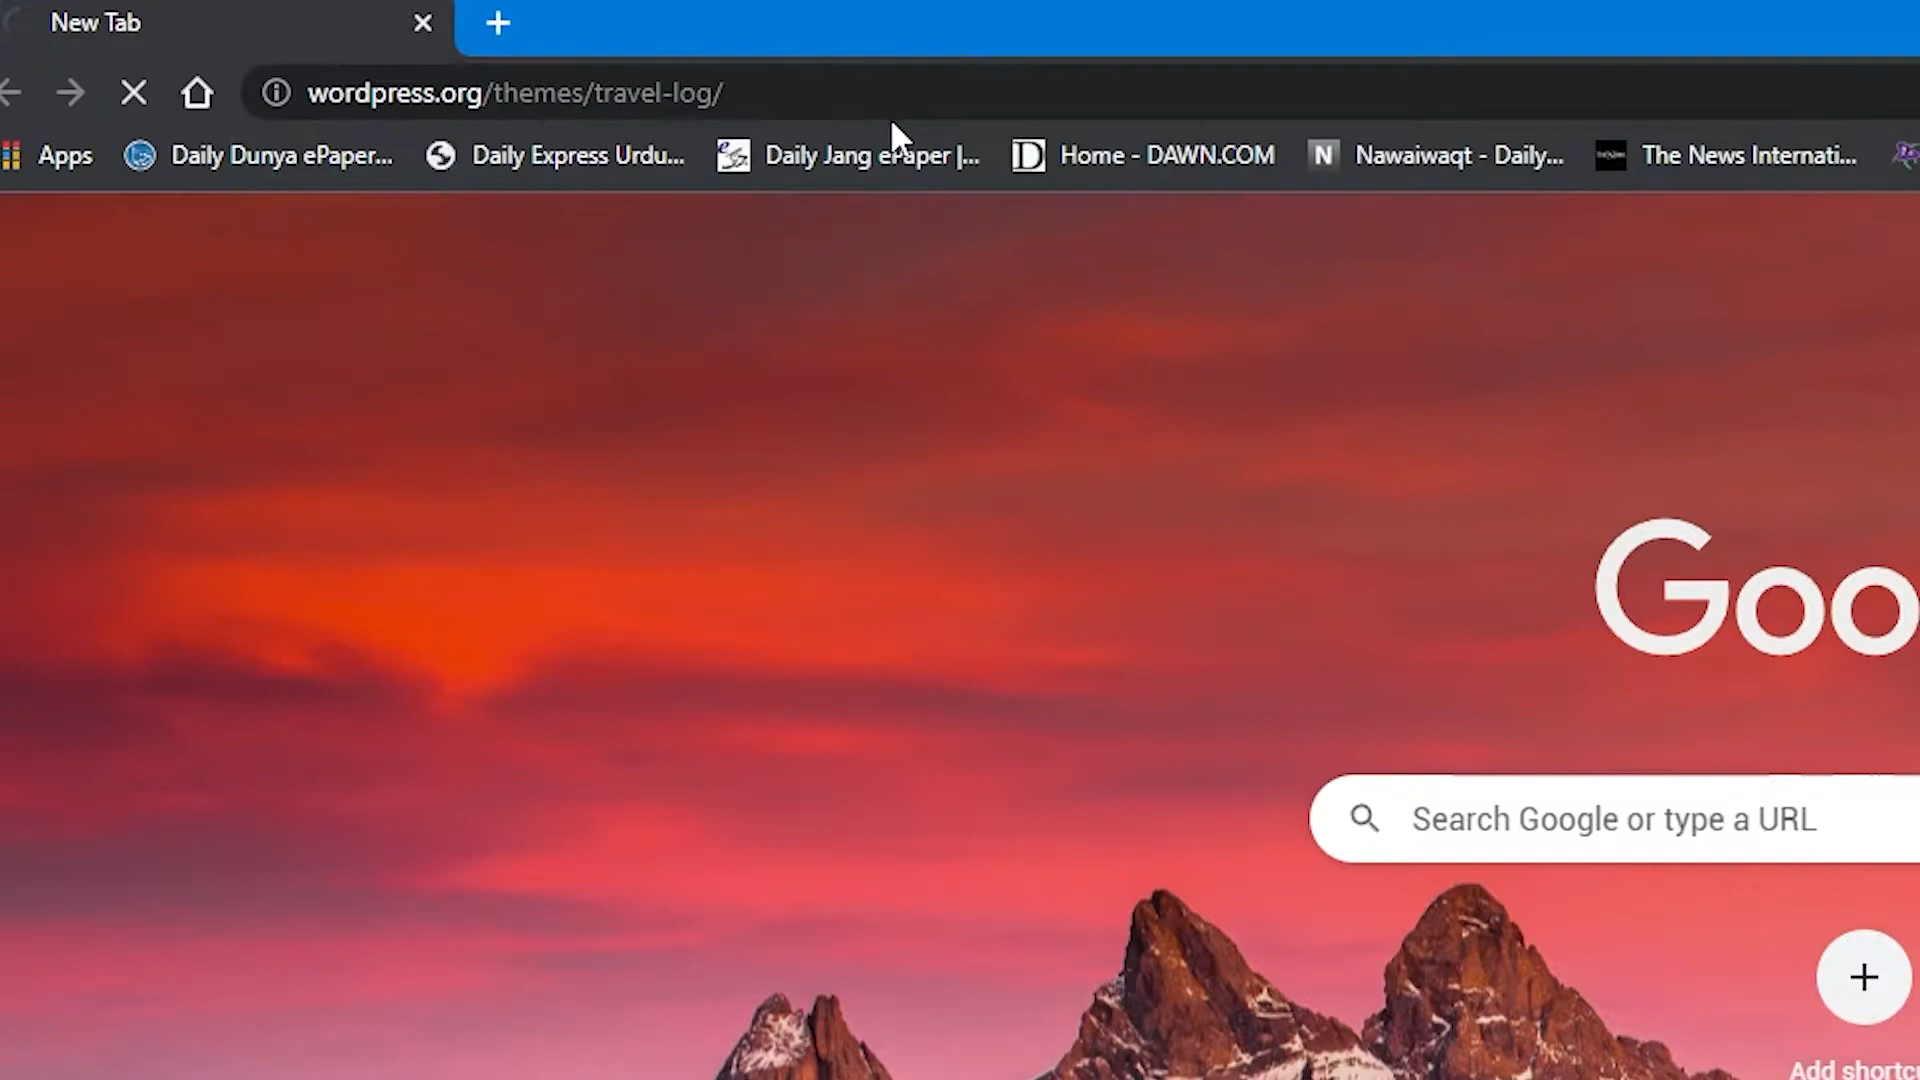 New Tab
wordpress.org/themes/travel-log/
Apps Daily Dunya ePaper... Daily Express Urdu... Daily Jang ePaper |... Home - DAWN.COM Nawaiwaqt - Daily... The News Internati...
Goo
Search Google or type a URL
Add shortcu